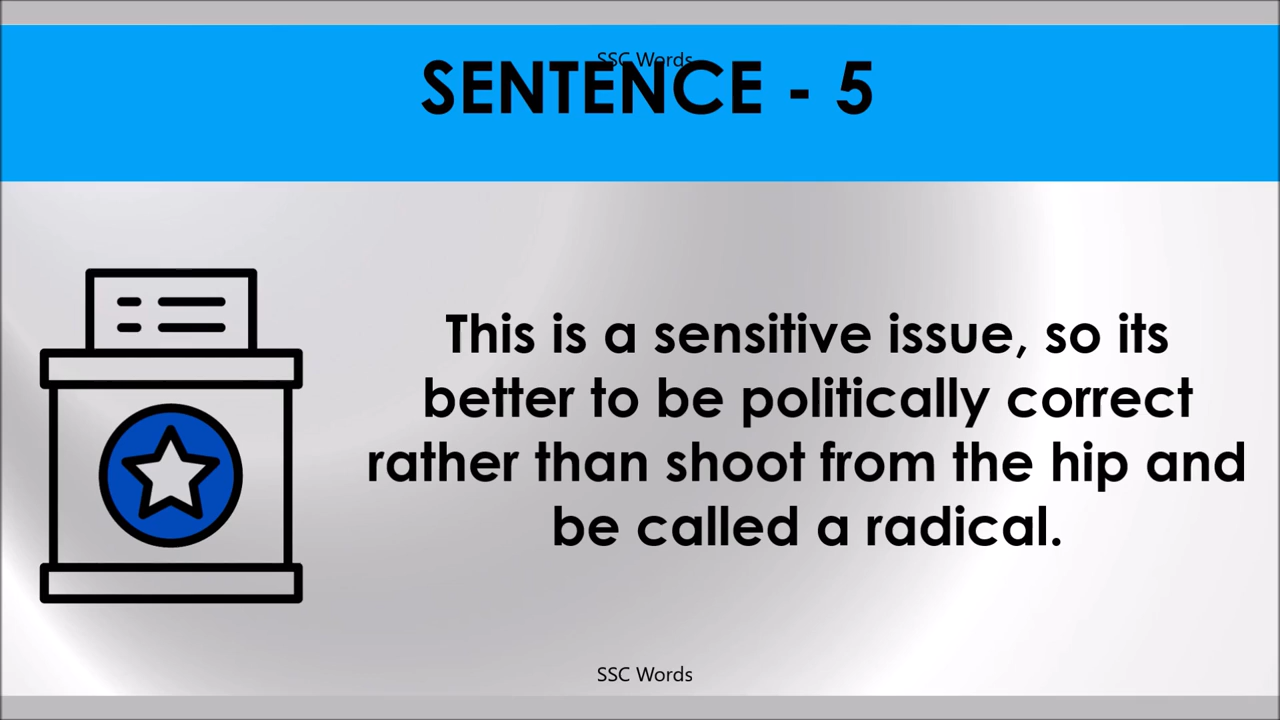 SSC Words
SENTENCE - 5
This is a sensitive issue, so its
better to be politically correct
rather than shoot from the hip and
be called a radical.
SSC Words